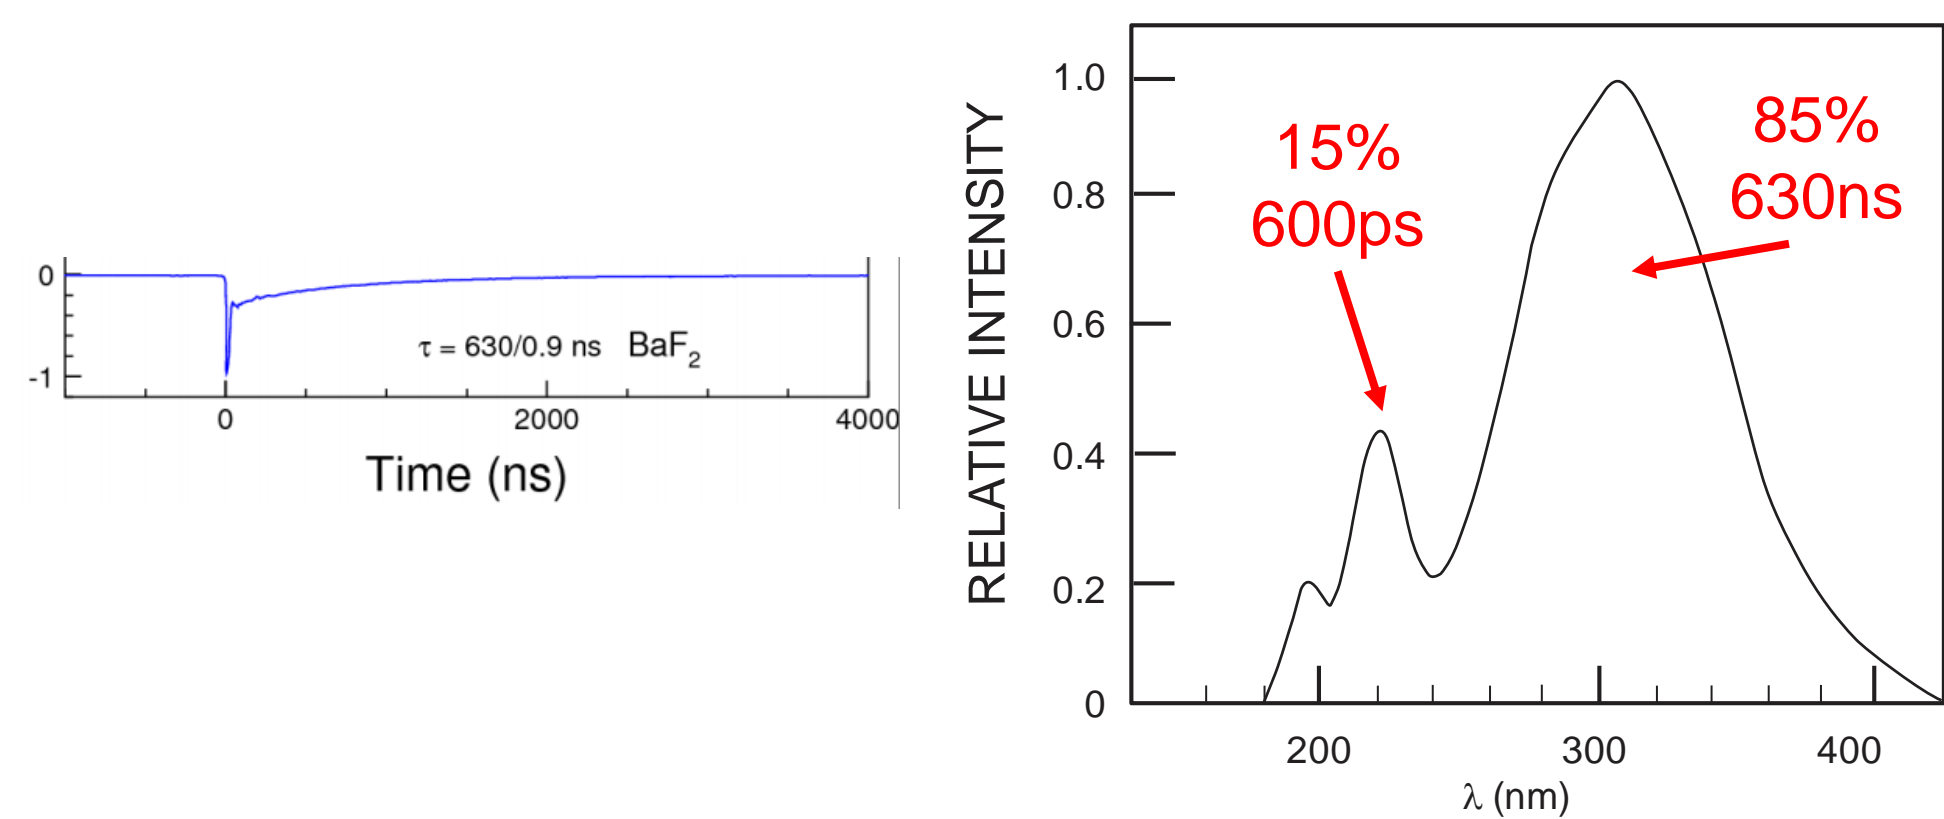 0
-1
τ = 630/0.9 ns BaF2
0 2000 4000
Time (ns)
RELATIVE INTENSITY
1.0
0.8
0.6
0.4
0.2
0
15%
600ps
85%
630ns
200 300 400
λ (nm)